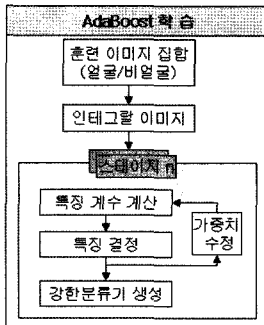 AdaBoost 학 습
훈련 이미지 집합
(얼굴/비얼굴)
인테그랄 이미지
스테이지 n
특징 계수 계산
특징 결정
가중치
수정
강한분류기 생성